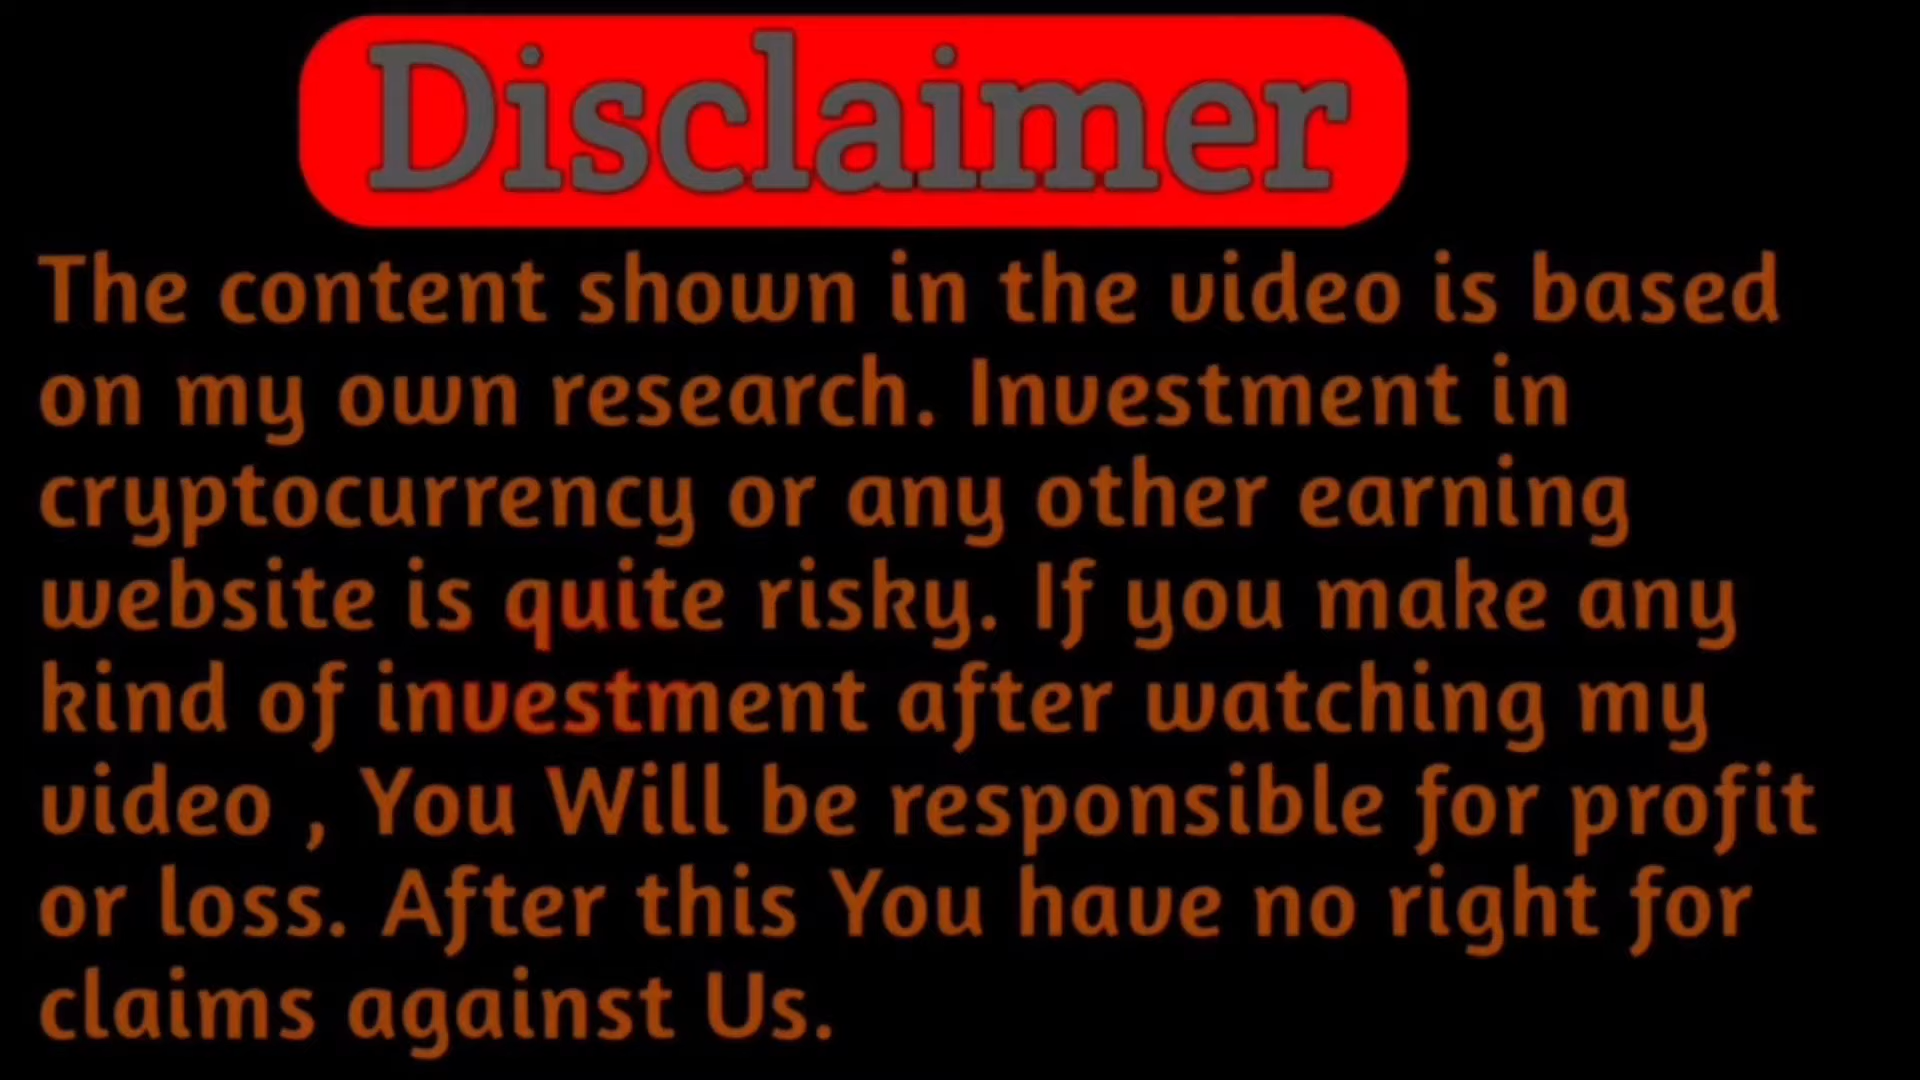 Disclaimer
The content shown in the video is based
on my own research. Investment in
cryptocurrency or any other earning
website is quite risky. If you make any
kind of investment after watching my
video , You Will be responsible for profit
or loss. After this You have no right for
claims against Us.